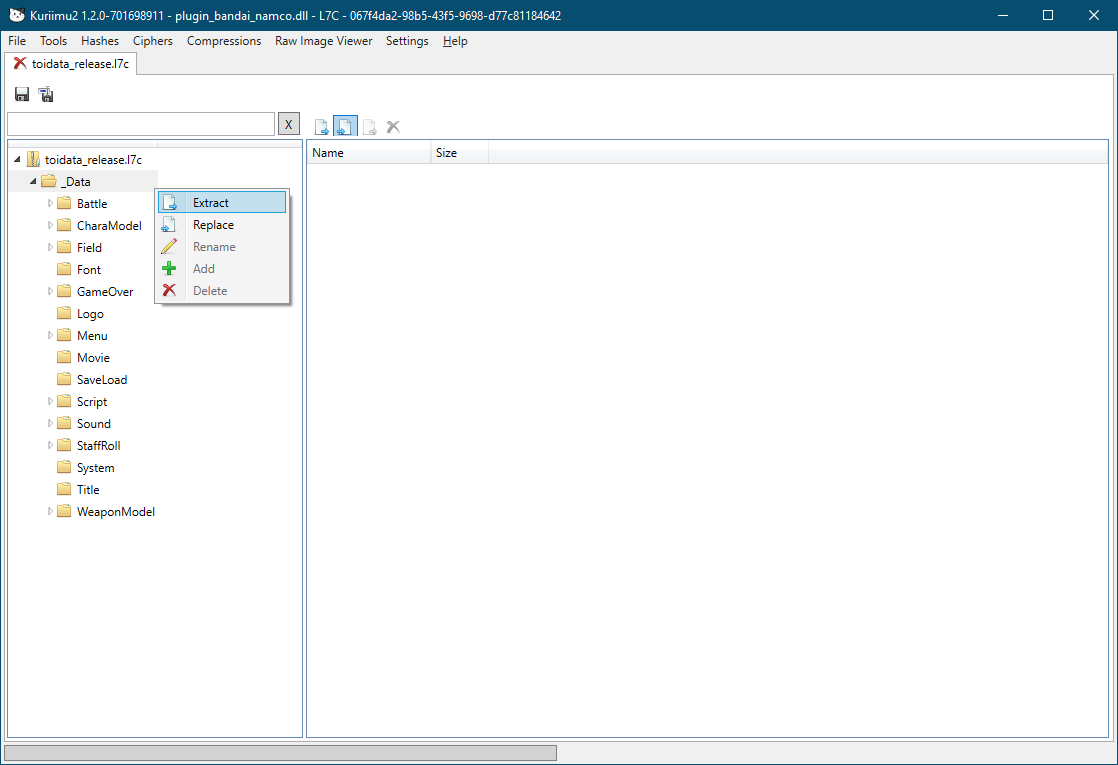 Kuriimu2 1.2.0-701698911 - plugin_bandai_namco.dll - L7C - 067f4da2-98b5-43f5-9698-d77c81184642
File Tools Hashes Ciphers Compressions Raw Image Viewer Settings Help
toidata_release.l7c
X
Name Size
toidata_release.l7c
_Data
Battle
CharaModel
Field
Font
GameOver
Logo
Menu
Movie
SaveLoad
Script
Sound
StaffRoll
System
Title
WeaponModel
Extract
Replace
Rename
Add
Delete